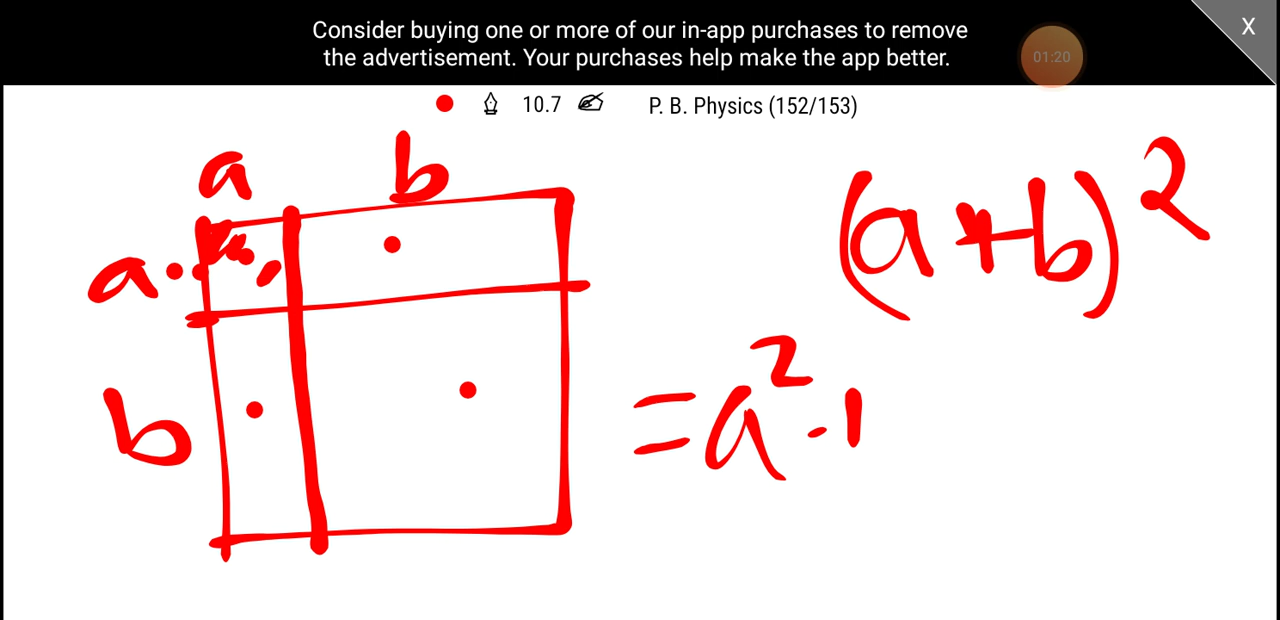 Consider buying one or more of our in-app purchases to remove
the advertisement. Your purchases help make the app better.
X
01:20
10.7
P. B. Physics (152/153)
a
b
(a+b)²
a
= a²
b